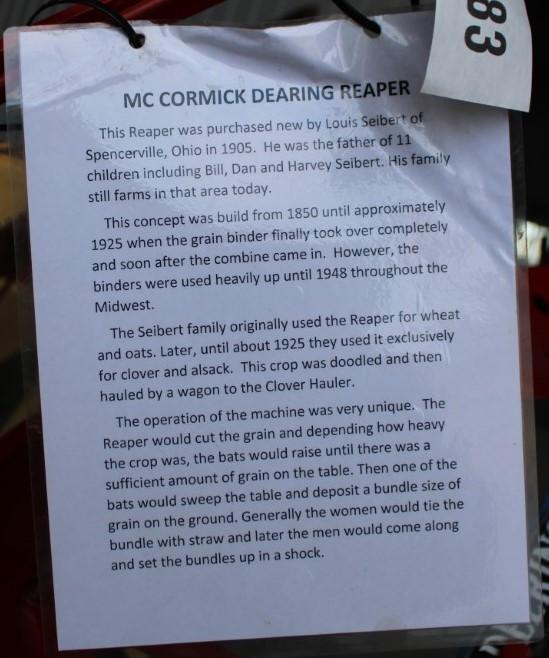 83
MC CORMICK DEARING REAPER
This Reaper was purchased new by Louis Seibert of
Spencerville, Ohio in 1905. He was the father of 11
children including Bill, Dan and Harvey Seibert. His family
still farms in that area today.
This concept was build from 1850 until approximately
1925 when the grain binder finally took over completely
and soon after the combine came in. However, the
binders were used heavily up until 1948 throughout the
Midwest.
The Seibert family originally used the Reaper for wheat
and oats. Later, until about 1925 they used it exclusively
for clover and alsack. This crop was doodled and then
hauled by a wagon to the Clover Hauler.
The operation of the machine was very unique. The
Reaper would cut the grain and depending how heavy
the crop was, the bats would raise until there was a
sufficient amount of grain on the table. Then one of the
bats would sweep the table and deposit a bundle size of
grain on the ground. Generally the women would tie the
bundle with straw and later the men would come along
and set the bundles up in a shock.